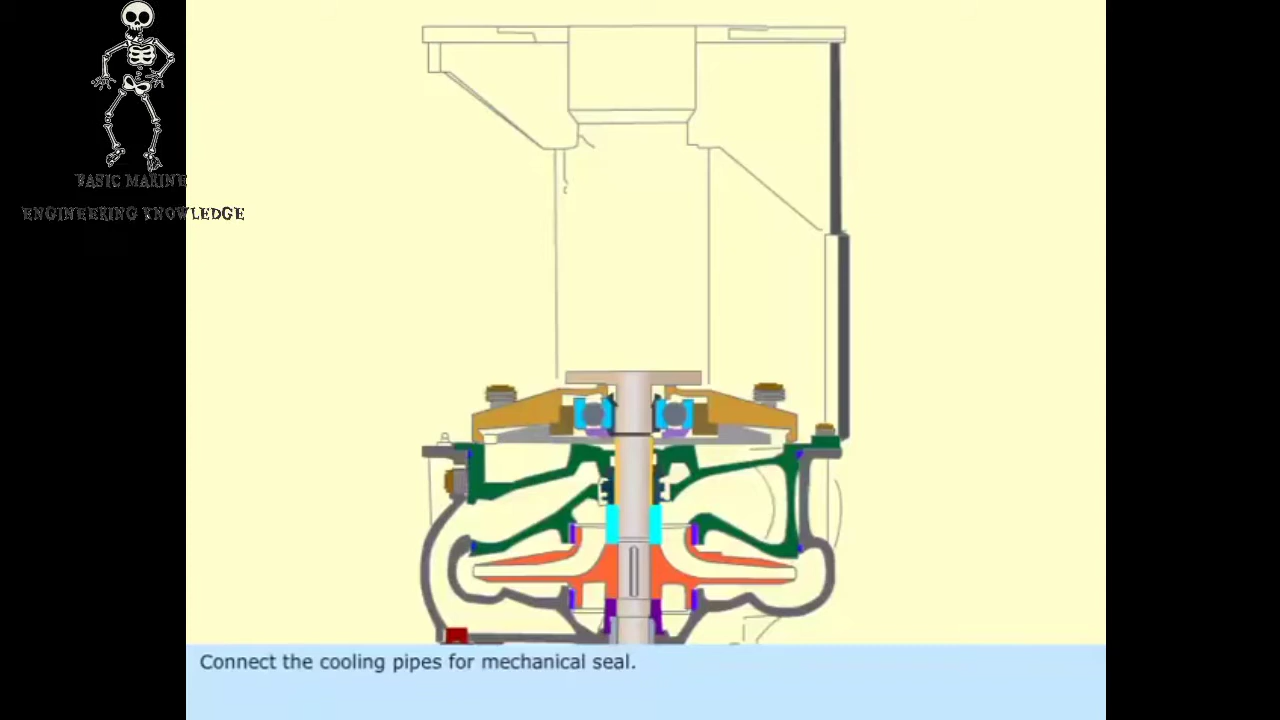 BASIC MARINE
ENGINEERING KNOWLEDGE
Connect the cooling pipes for mechanical seal.